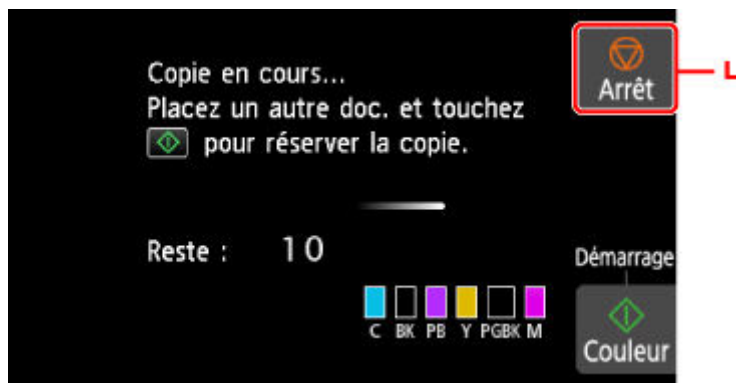 Copie en cours...
Placez un autre doc. et touchez
pour réserver la copie.
Arrêt
L
Reste : 10
C BK PB Y PGBK M
Démarrage
Couleur